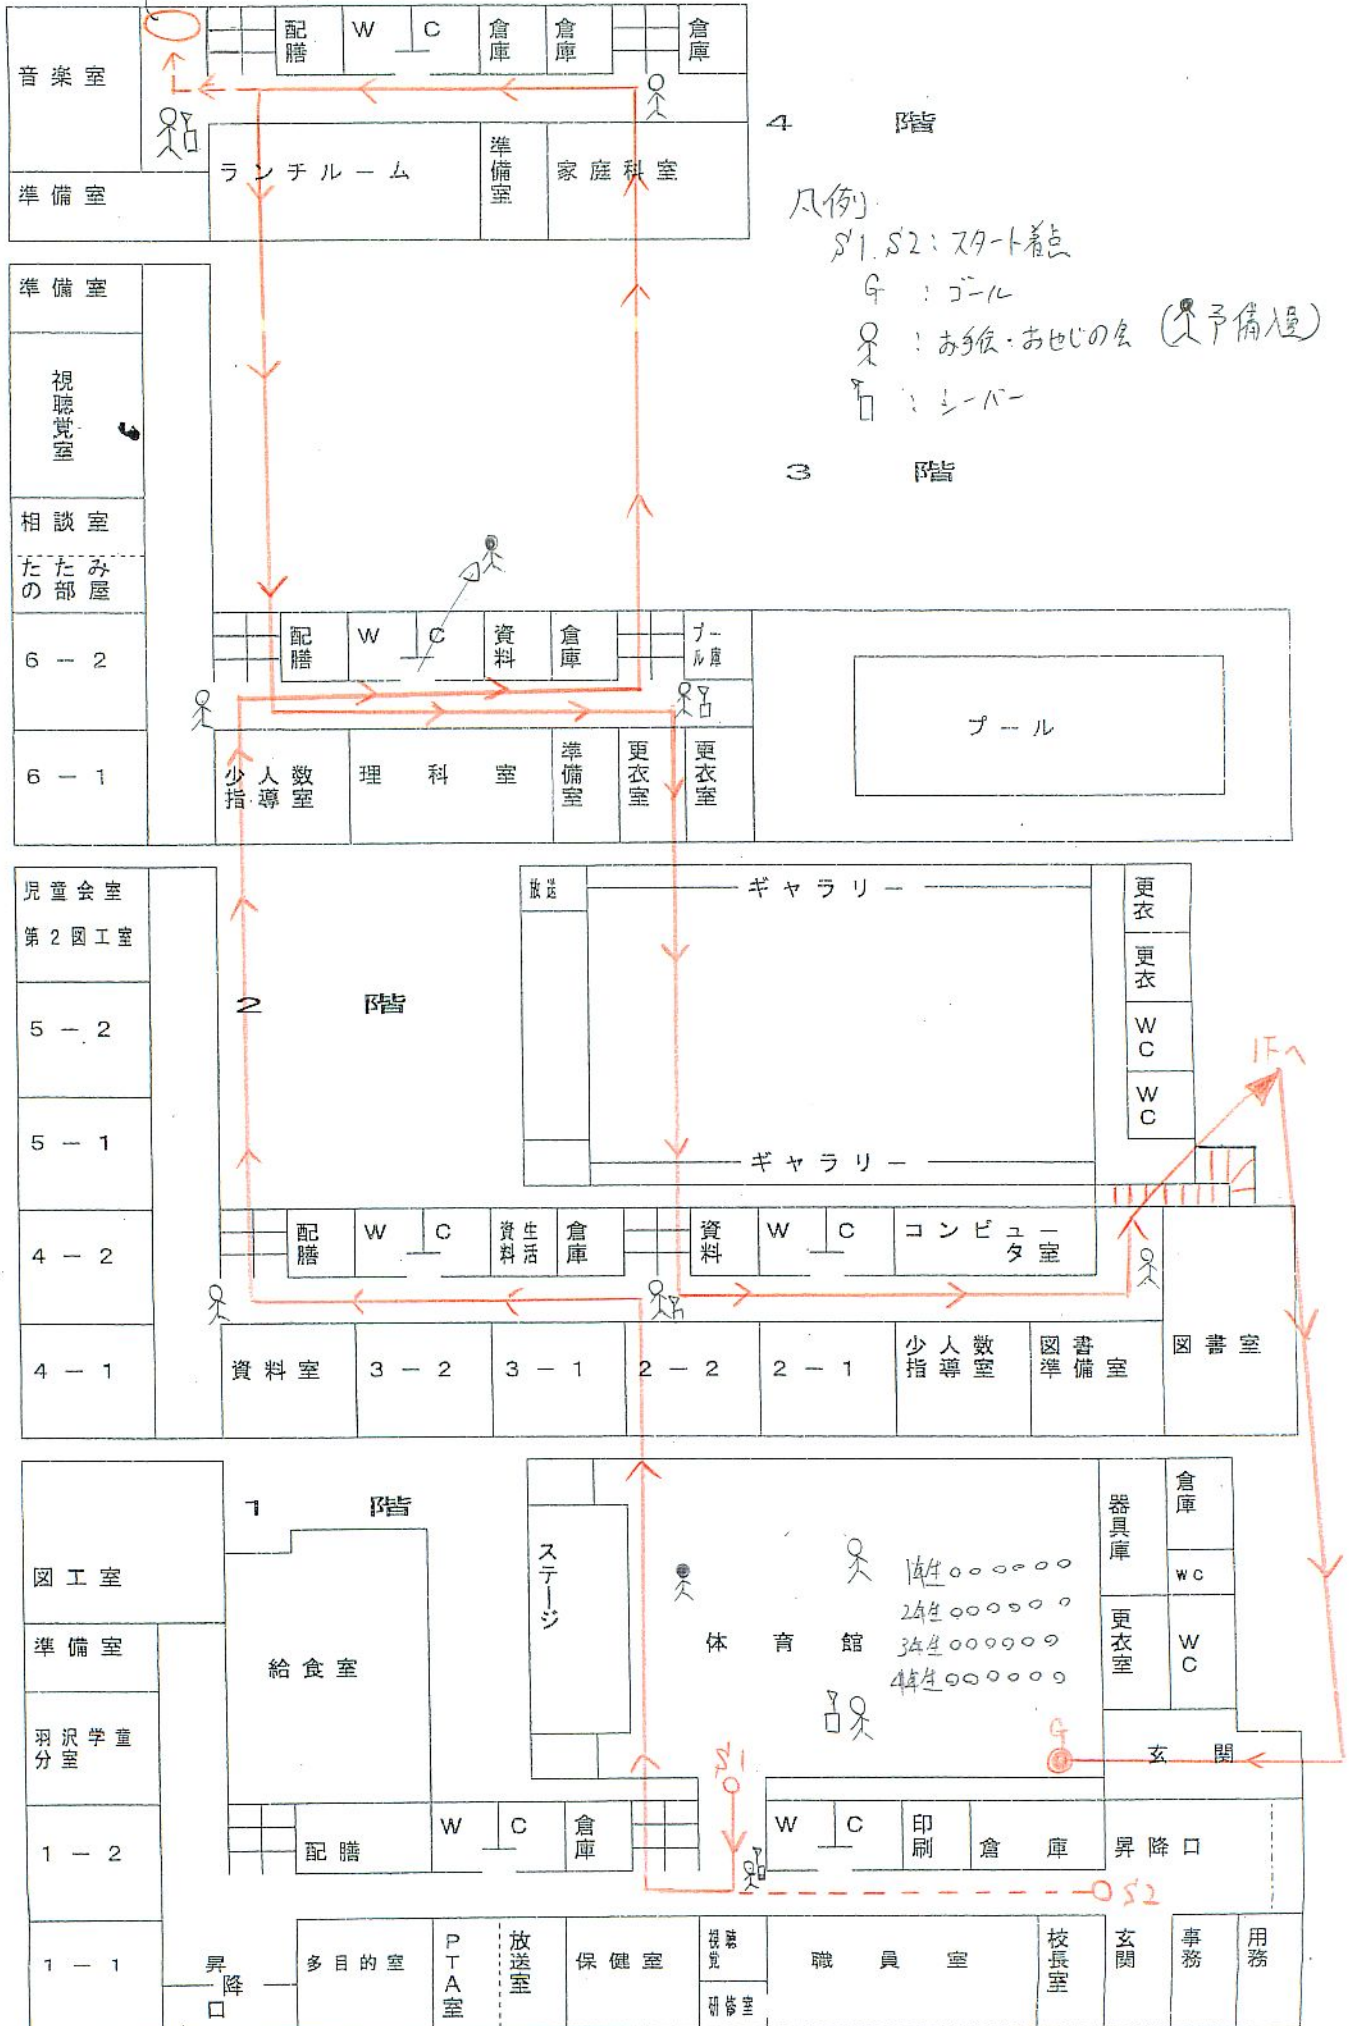 配膳
W C
倉庫
倉庫
倉庫
音楽室
4 階
ランチルーム
準備室
家庭科室
準備室
凡例
S1. S2 : スタート着点
G : ゴール
: お手伝・おやじの会 (予備人員)
: シーバー
準備室
視聴覚室
3 階
相談室
たたみの部屋
6-2
配膳
W C
資料
倉庫
プール庫
プール
6-1
少人数指導室
理科室
準備室
更衣室
更衣室
児童会室
第2図工室
放送
ギャラリー
更衣
更衣
2 階
5-2
WC
1Fへ
WC
5-1
ギャラリー
4-2
配膳
W C
生活資料
倉庫
資料
W C
コンピュータ室
4-1
資料室
3-2
3-1
2-2
2-1
少人数指導室
図書準備室
図書室
1 階
図工室
ステージ
器具庫
倉庫
WC
1年生
2年生
3年生
4年生
体育館
更衣室
WC
準備室
給食室
羽沢学童分室
G
玄関
S1
1-2
配膳
W C
倉庫
W C
印刷
倉庫
昇降口
S2
1-1
昇降口
多目的室
PTA室
放送室
保健室
視聴覚
研修室
職員室
校長室
玄関
事務
用務